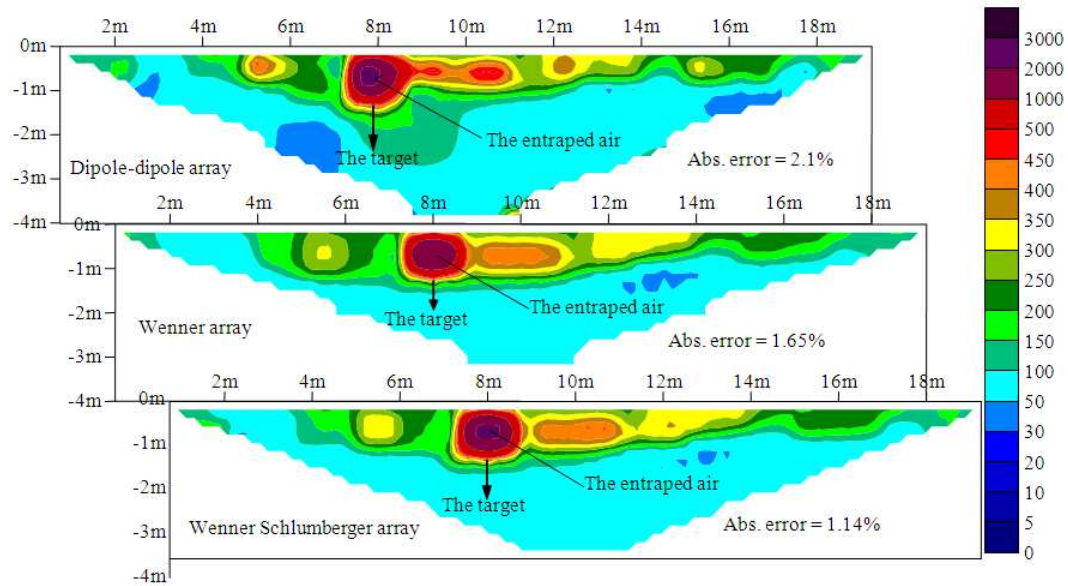 2m 4m 6m 8m 10m 12m 14m 16m 18m
0m
-1m
-2m
-3m
-4m
The entraped air
The target
Dipole-dipole array
Abs. error = 2.1%
2m 4m 6m 8m 10m 12m 14m 16m 18m
0m
-1m
-2m
-3m
-4m
The entraped air
The target
Wenner array
Abs. error = 1.65%
2m 4m 6m 8m 10m 12m 14m 16m 18m
0m
-1m
-2m
-3m
-4m
The entraped air
The target
Wenner Schlumberger array
Abs. error = 1.14%
3000
2000
1000
500
450
400
350
300
250
200
150
100
50
30
20
10
5
0